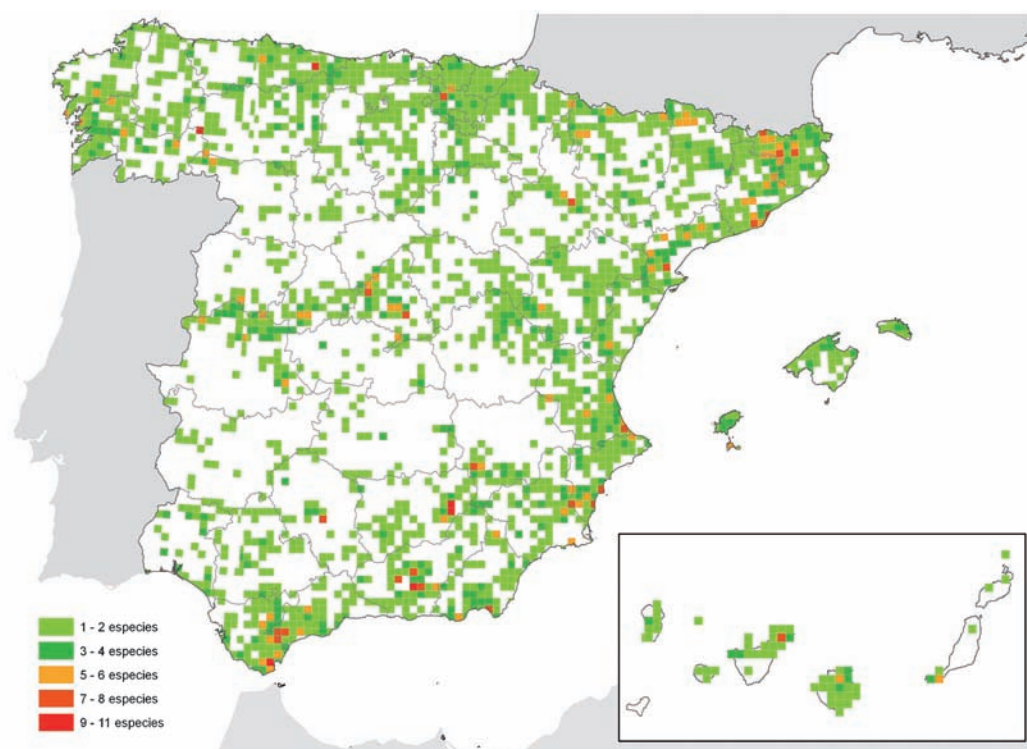 1 - 2 especies
3 - 4 especies
5 - 6 especies
7 - 8 especies
9 - 11 especies